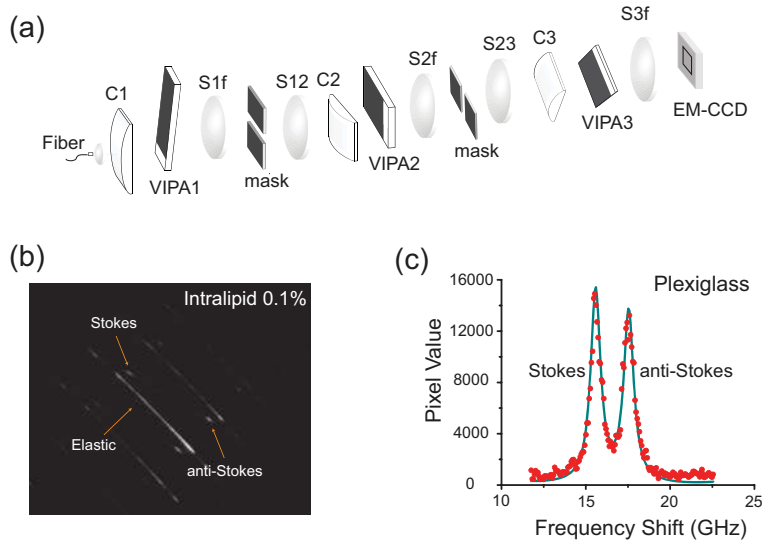 (a)
Fiber
C1
VIPA1
S1f
mask
S12
C2
VIPA2
S2f
mask
S23
C3
VIPA3
S3f
EM-CCD
(b)
Intralipid 0.1%
Stokes
Elastic
anti-Stokes
(c)
Plexiglass
Stokes
anti-Stokes
Pixel Value
16000
12000
8000
4000
0
10
15
20
25
Frequency Shift (GHz)